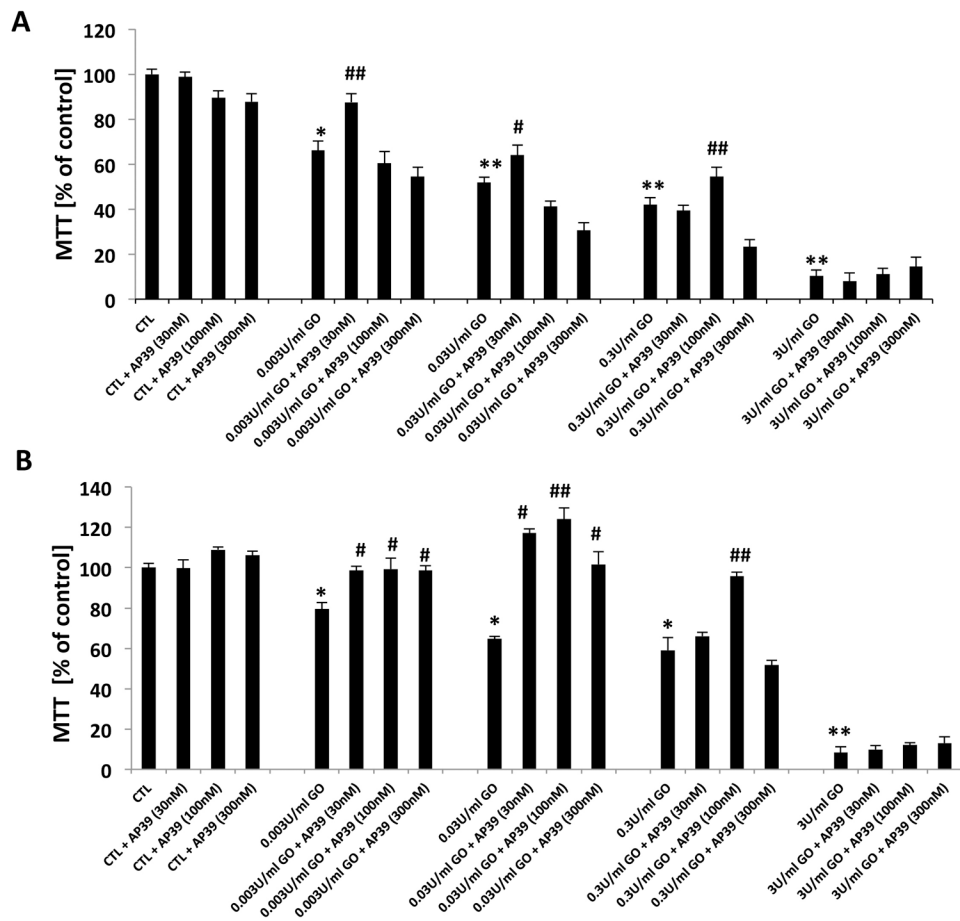 A
MTT [% of control]
120
100
80
60
40
20
0
*
##
**
#
**
##
**
CTL
CTL + AP39 (30nM)
CTL + AP39 (100nM)
CTL + AP39 (300nM)
0.003U/ml GO
0.003U/ml GO + AP39 (30nM)
0.003U/ml GO + AP39 (100nM)
0.003U/ml GO + AP39 (300nM)
0.03U/ml GO
0.03U/ml GO + AP39 (30nM)
0.03U/ml GO + AP39 (100nM)
0.03U/ml GO + AP39 (300nM)
0.3U/ml GO
0.3U/ml GO + AP39 (30nM)
0.3U/ml GO + AP39 (100nM)
0.3U/ml GO + AP39 (300nM)
3U/ml GO
3U/ml GO + AP39 (30nM)
3U/ml GO + AP39 (100nM)
3U/ml GO + AP39 (300nM)
B
MTT [% of control]
140
120
100
80
60
40
20
0
*
#
#
#
*
#
##
#
*
##
**
CTL
CTL + AP39 (30nM)
CTL + AP39 (100nM)
CTL + AP39 (300nM)
0.003U/ml GO
0.003U/ml GO + AP39 (30nM)
0.003U/ml GO + AP39 (100nM)
0.003U/ml GO + AP39 (300nM)
0.03U/ml GO
0.03U/ml GO + AP39 (30nM)
0.03U/ml GO + AP39 (100nM)
0.03U/ml GO + AP39 (300nM)
0.3U/ml GO
0.3U/ml GO + AP39 (30nM)
0.3U/ml GO + AP39 (100nM)
0.3U/ml GO + AP39 (300nM)
3U/ml GO
3U/ml GO + AP39 (30nM)
3U/ml GO + AP39 (100nM)
3U/ml GO + AP39 (300nM)